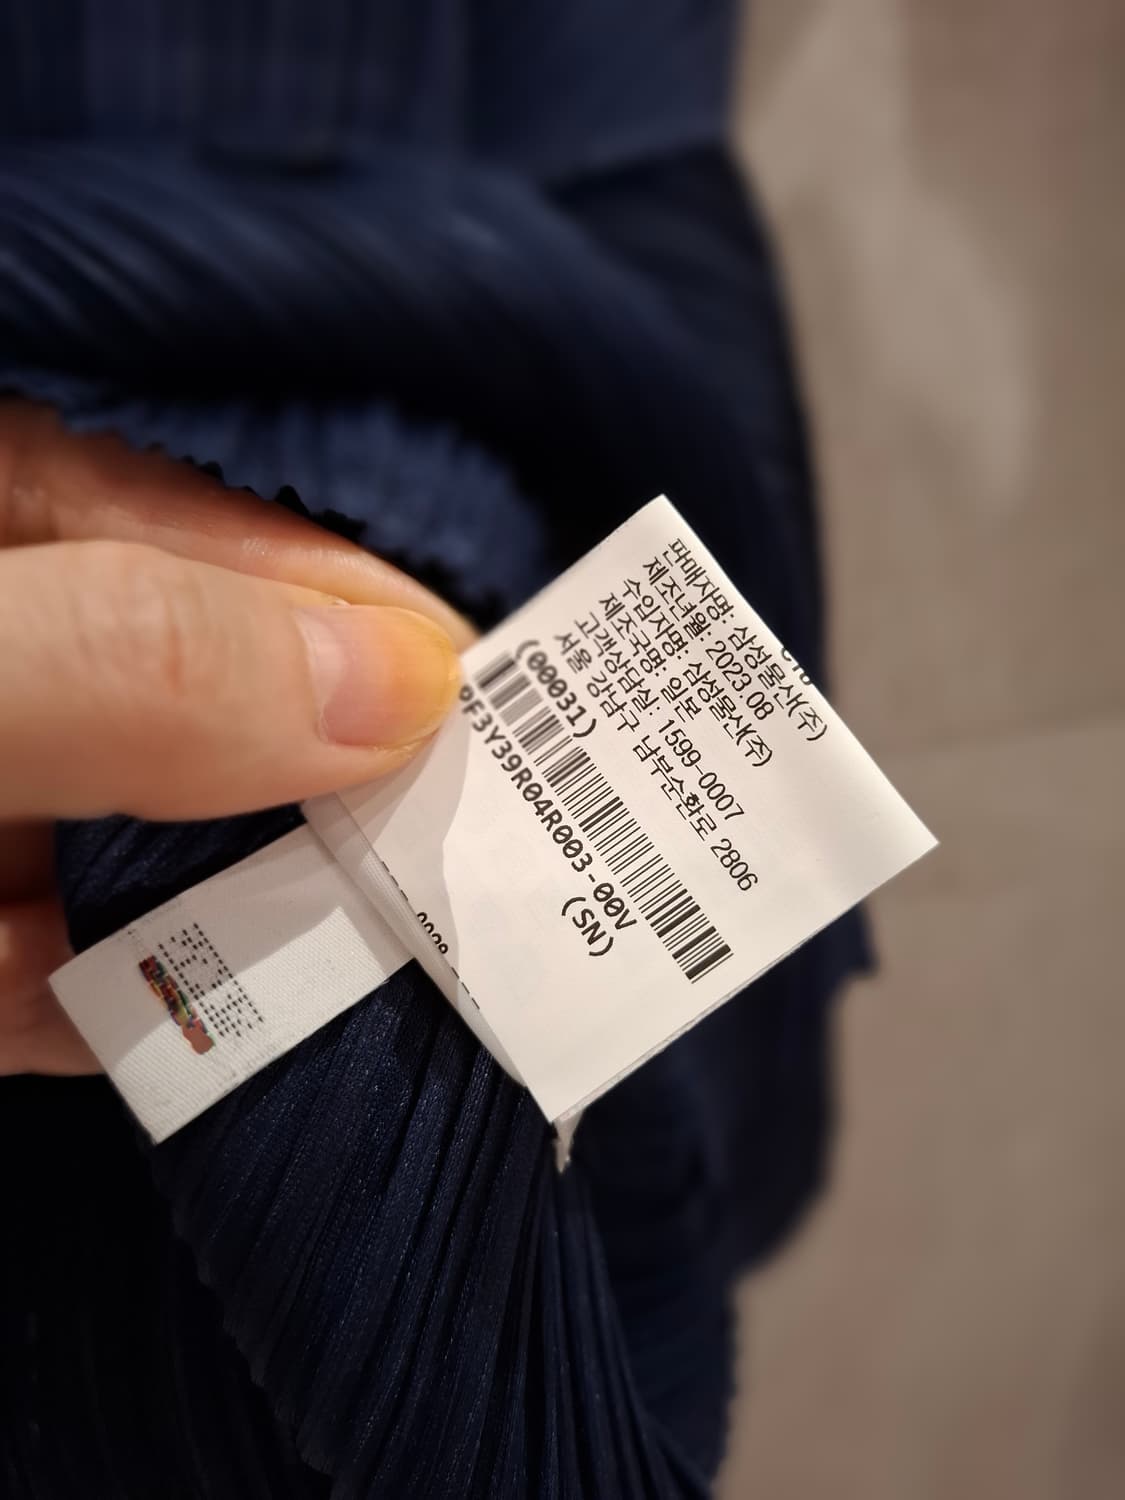 판매자명: 삼성물산(주)
제조년월: 2023.08
수입자명: 삼성물산(주)
제조국명: 일본
고객상담실: 1599-0007
서울 강남구 남부순환로 2806
(00031)
PF3Y39R04R003-00V
(SN)